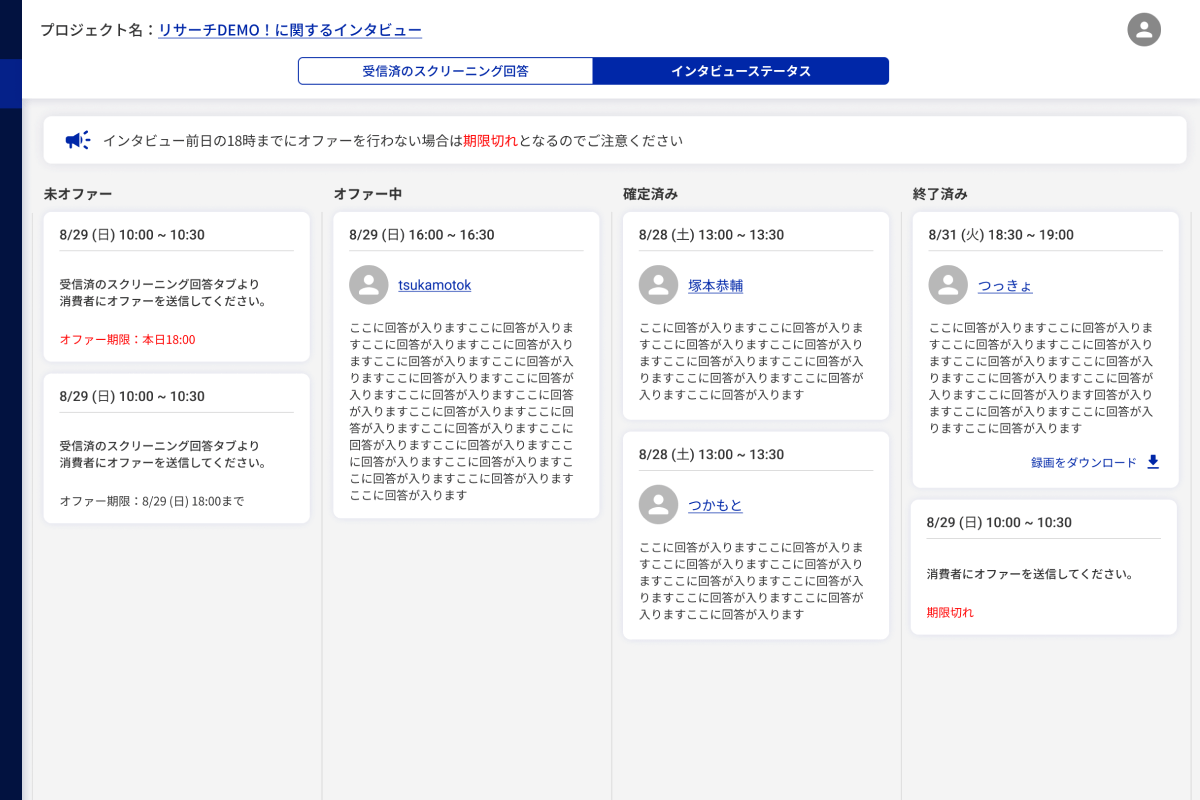 プロジェクト名：リサーチDEMO！に関するインタビュー
受信済のスクリーニング回答
インタビューステータス
インタビュー前日の18時までにオファーを行わない場合は期限切れとなるのでご注意ください
未オファー
8/29 (日) 10:00 ~ 10:30
受信済のスクリーニング回答タブより
消費者にオファーを送信してください。
オファー期限：本日18:00
8/29 (日) 10:00 ~ 10:30
受信済のスクリーニング回答タブより
消費者にオファーを送信してください。
オファー期限：8/29 (日) 18:00まで
オファー中
8/29 (日) 16:00 ~ 16:30
tsukamotok
ここに回答が入りますここに回答が入りま
すここに回答が入りますここに回答が入り
ますここに回答が入りますここに回答が入
りますここに回答が入りますここに回答が
入りますここに回答が入りますここに回答
が入りますここに回答が入りますここに回
答が入りますここに回答が入りますここに
回答が入りますここに回答が入りますここ
に回答が入りますここに回答が入りますこ
こに回答が入りますここに回答が入ります
ここに回答が入ります
確定済み
8/28 (土) 13:00 ~ 13:30
塚本恭輔
ここに回答が入りますここに回答が入りま
すここに回答が入りますここに回答が入り
ますここに回答が入りますここに回答が入
りますここに回答が入りますここに回答が
入りますここに回答が入ります
8/28 (土) 13:00 ~ 13:30
つかもと
ここに回答が入りますここに回答が入りま
すここに回答が入りますここに回答が入り
ますここに回答が入りますここに回答が入
りますここに回答が入りますここに回答が
入りますここに回答が入ります
終了済み
8/31 (火) 18:30 ~ 19:00
つっきょ
ここに回答が入りますここに回答が入りま
すここに回答が入りますここに回答が入り
ますここに回答が入りますここに回答が入
りますここに回答が入りますここに回答が
入りますここに回答が入ります回答が入り
ますここに回答が入りますここに回答が入
りますここに回答が入ります
録画をダウンロード
8/29 (日) 10:00 ~ 10:30
消費者にオファーを送信してください。
期限切れ